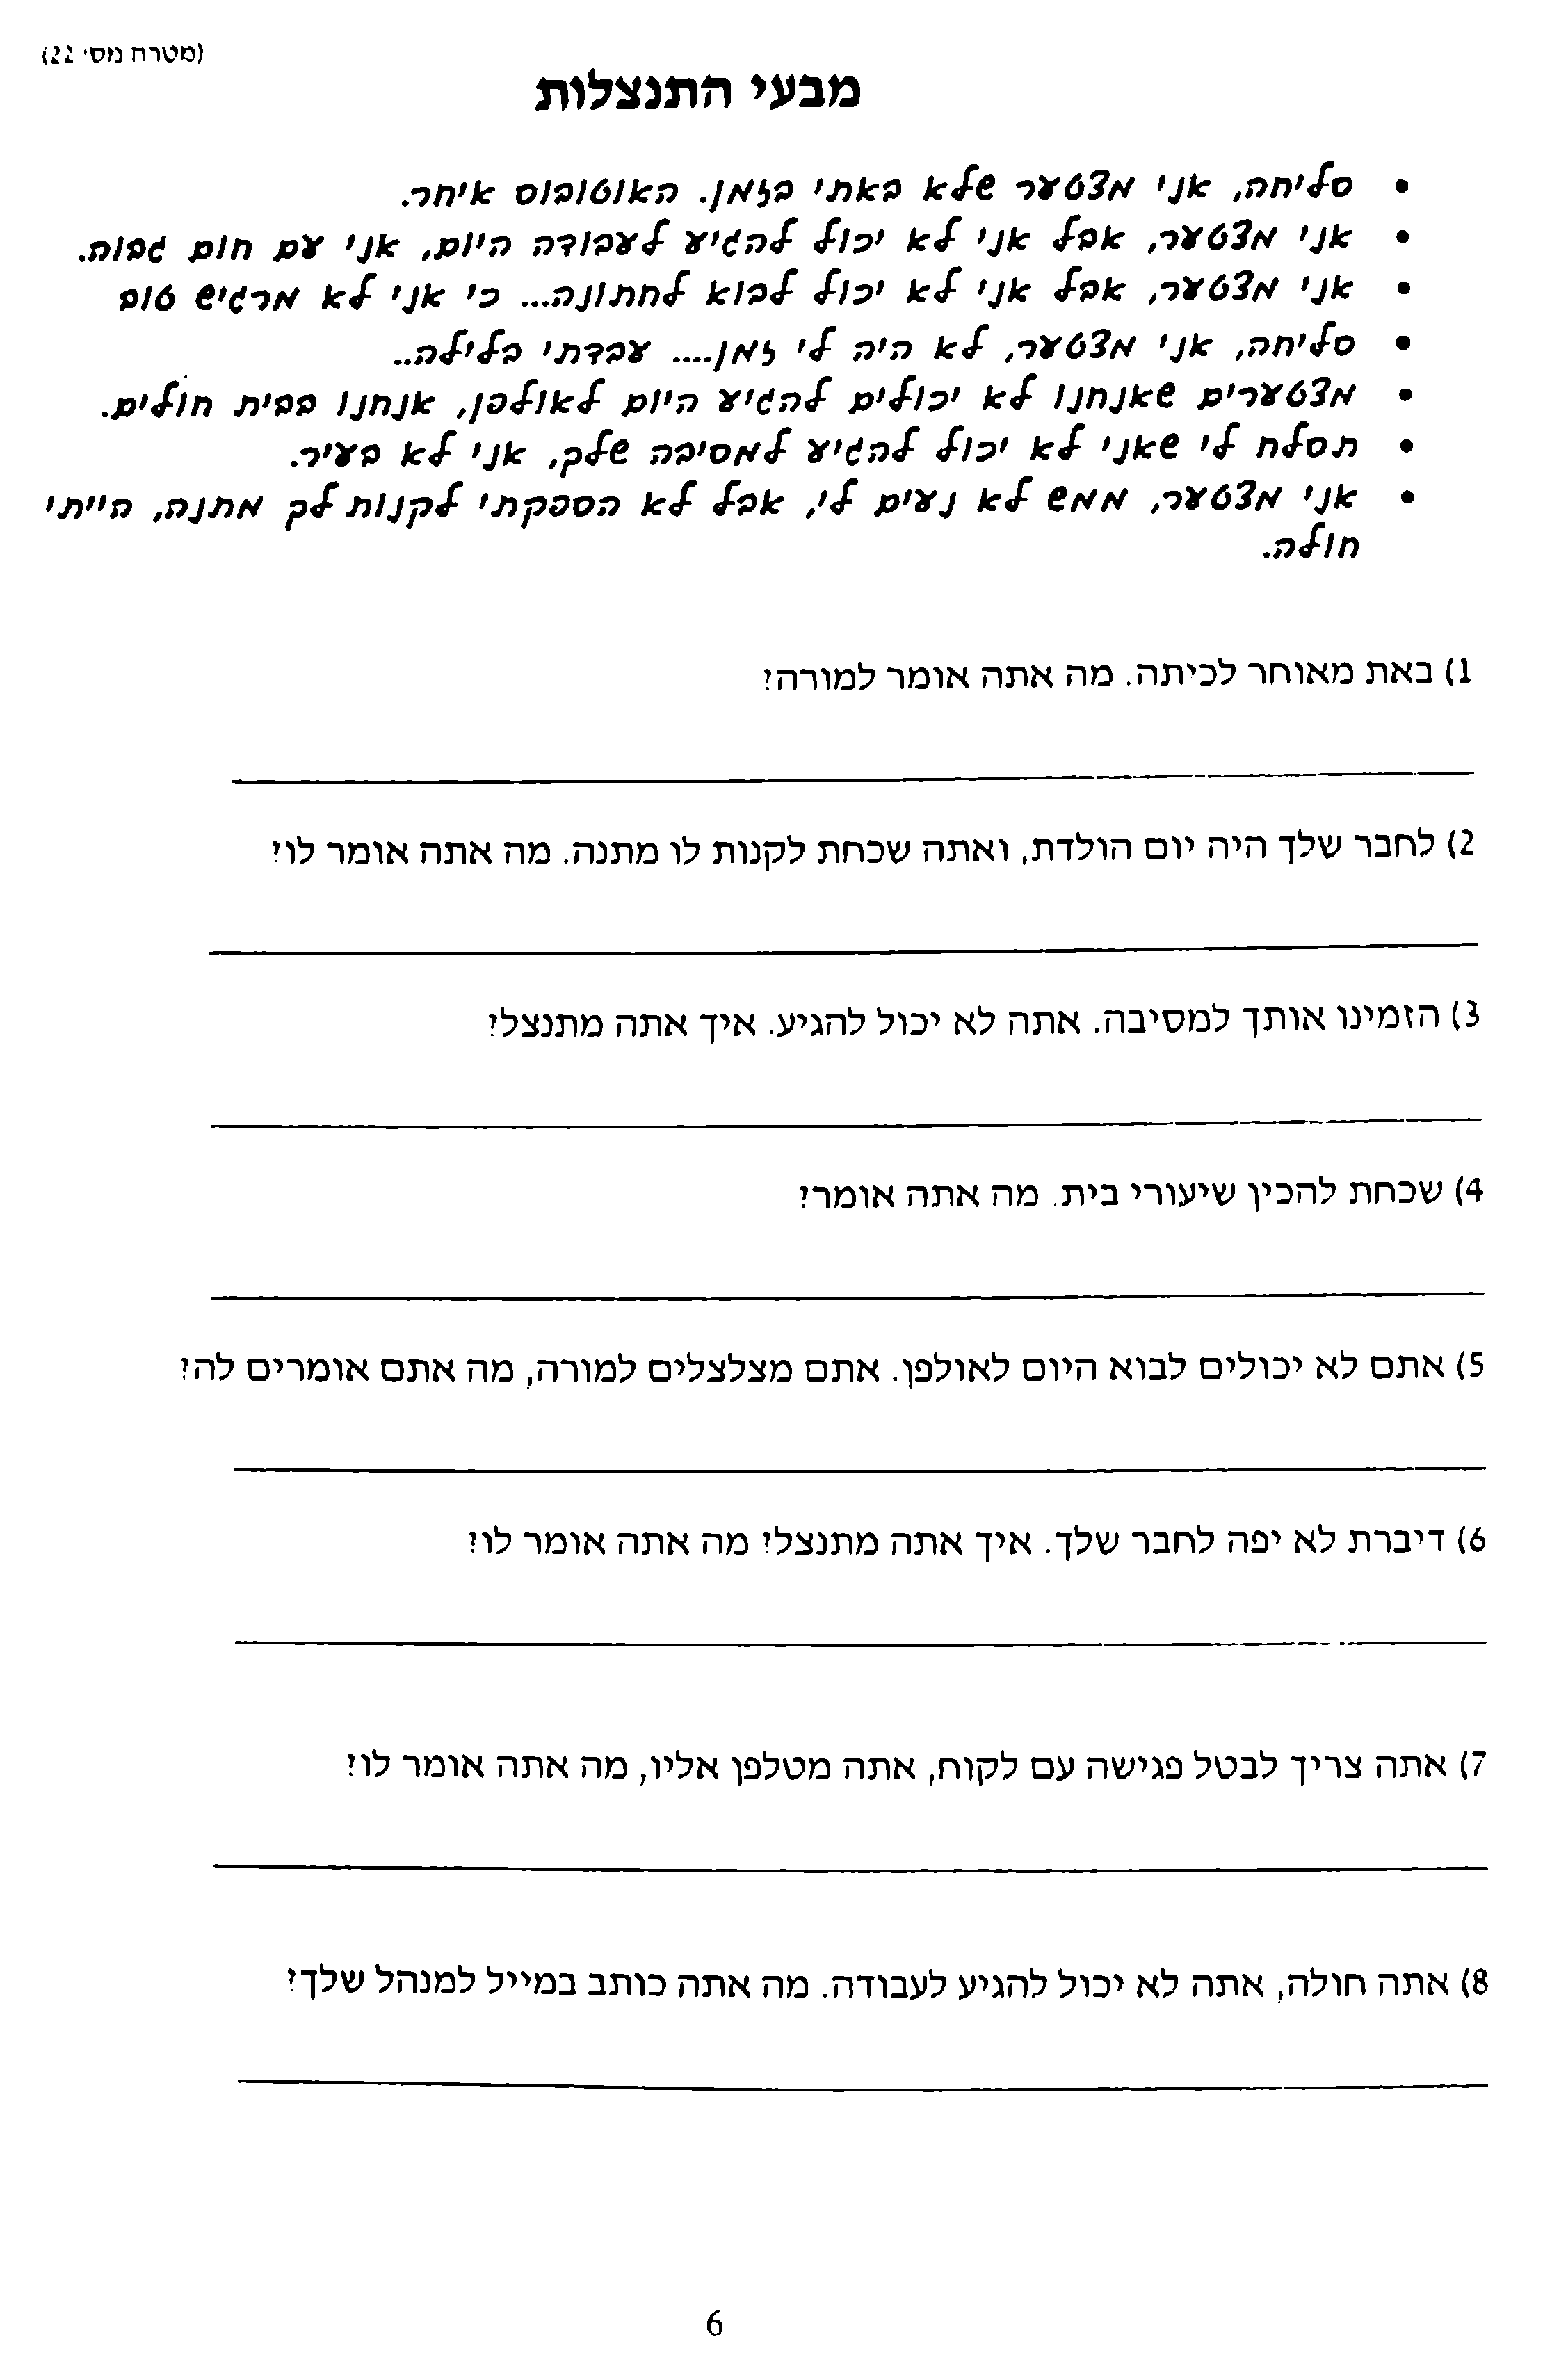 (מטרה מס' 22)
מבעי התנצלות
• סליחה, אני מצטער שלא באתי בזמן. האוטובוס איחר.
• אני מצטער, אבל אני לא יכול להגיע לעבודה היום, אני עם חום גבוה.
• אני מצטער, אבל אני לא יכול לבוא לחתונה... כי אני לא מרגיש טוב
• סליחה, אני מצטער, לא היה לי זמן.... עבדתי בלילה..
• מצטערים שאנחנו לא יכולים להגיע היום לאולפן, אנחנו בבית חולים.
• תסלח לי שאני לא יכול להגיע למסיבה שלך, אני לא בעיר.
• אני מצטער, ממש לא נעים לי, אבל לא הספקתי לקנות לך מתנה, הייתי
חולה.
1) באת מאוחר לכיתה. מה אתה אומר למורה?
2) לחבר שלך היה יום הולדת, ואתה שכחת לקנות לו מתנה. מה אתה אומר לו?
3) הזמינו אותך למסיבה. אתה לא יכול להגיע. איך אתה מתנצל?
4) שכחת להכין שיעורי בית. מה אתה אומר?
5) אתם לא יכולים לבוא היום לאולפן. אתם מצלצלים למורה, מה אתם אומרים לה?
6) דיברת לא יפה לחבר שלך. איך אתה מתנצל? מה אתה אומר לו?
7) אתה צריך לבטל פגישה עם לקוח, אתה מטלפן אליו, מה אתה אומר לו?
8) אתה חולה, אתה לא יכול להגיע לעבודה. מה אתה כותב במייל למנהל שלך?
6